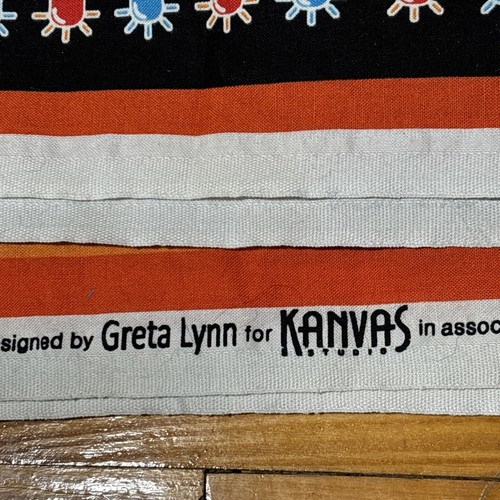 signed by Greta Lynn for KANVAS in assoc
STUDIO